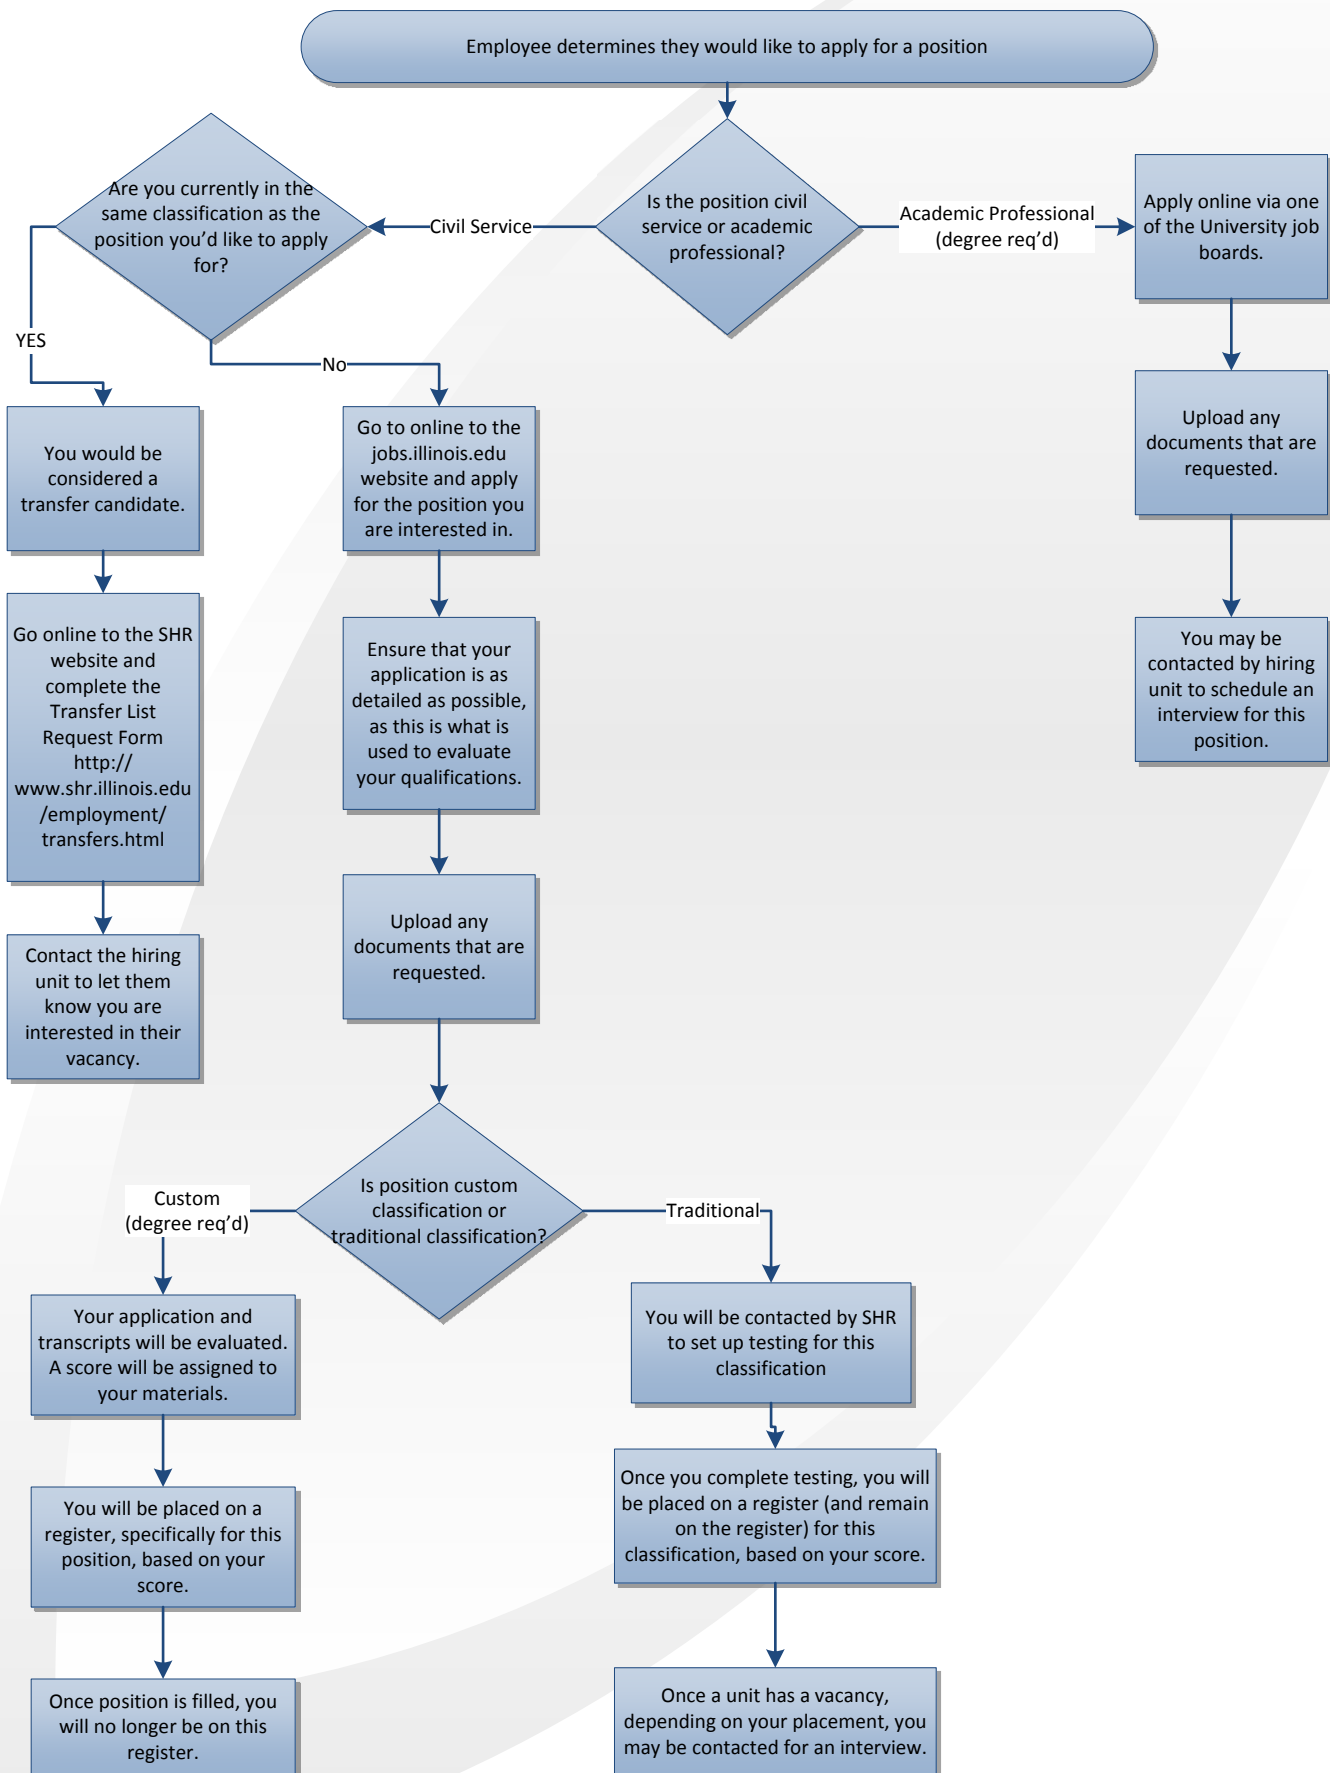 Employee determines they would like to apply for a position
Are you currently in the
same classification as the
position you'd like to apply
for?
Civil Service
Is the position civil
service or academic
professional?
Academic Professional
(degree req'd)
Apply online via one
of the University job
boards.
YES
No
You would be
considered a
transfer candidate.
Go to online to the
jobs.illinois.edu
website and apply
for the position you
are interested in.
Upload any
documents that are
requested.
Go online to the SHR
website and
complete the
Transfer List
Request Form
http://
www.shr.illinois.edu
/employment/
transfers.html
Ensure that your
application is as
detailed as possible,
as this is what is
used to evaluate
your qualifications.
You may be
contacted by hiring
unit to schedule an
interview for this
position.
Contact the hiring
unit to let them
know you are
interested in their
vacancy.
Upload any
documents that are
requested.
Custom
(degree req'd)
Is position custom
classification or
traditional classification?
Traditional
Your application and
transcripts will be evaluated.
A score will be assigned to
your materials.
You will be contacted by SHR
to set up testing for this
classification
You will be placed on a
register, specifically for this
position, based on your
score.
Once you complete testing, you will
be placed on a register (and remain
on the register) for this
classification, based on your score.
Once position is filled, you
will no longer be on this
register.
Once a unit has a vacancy,
depending on your placement, you
may be contacted for an interview.